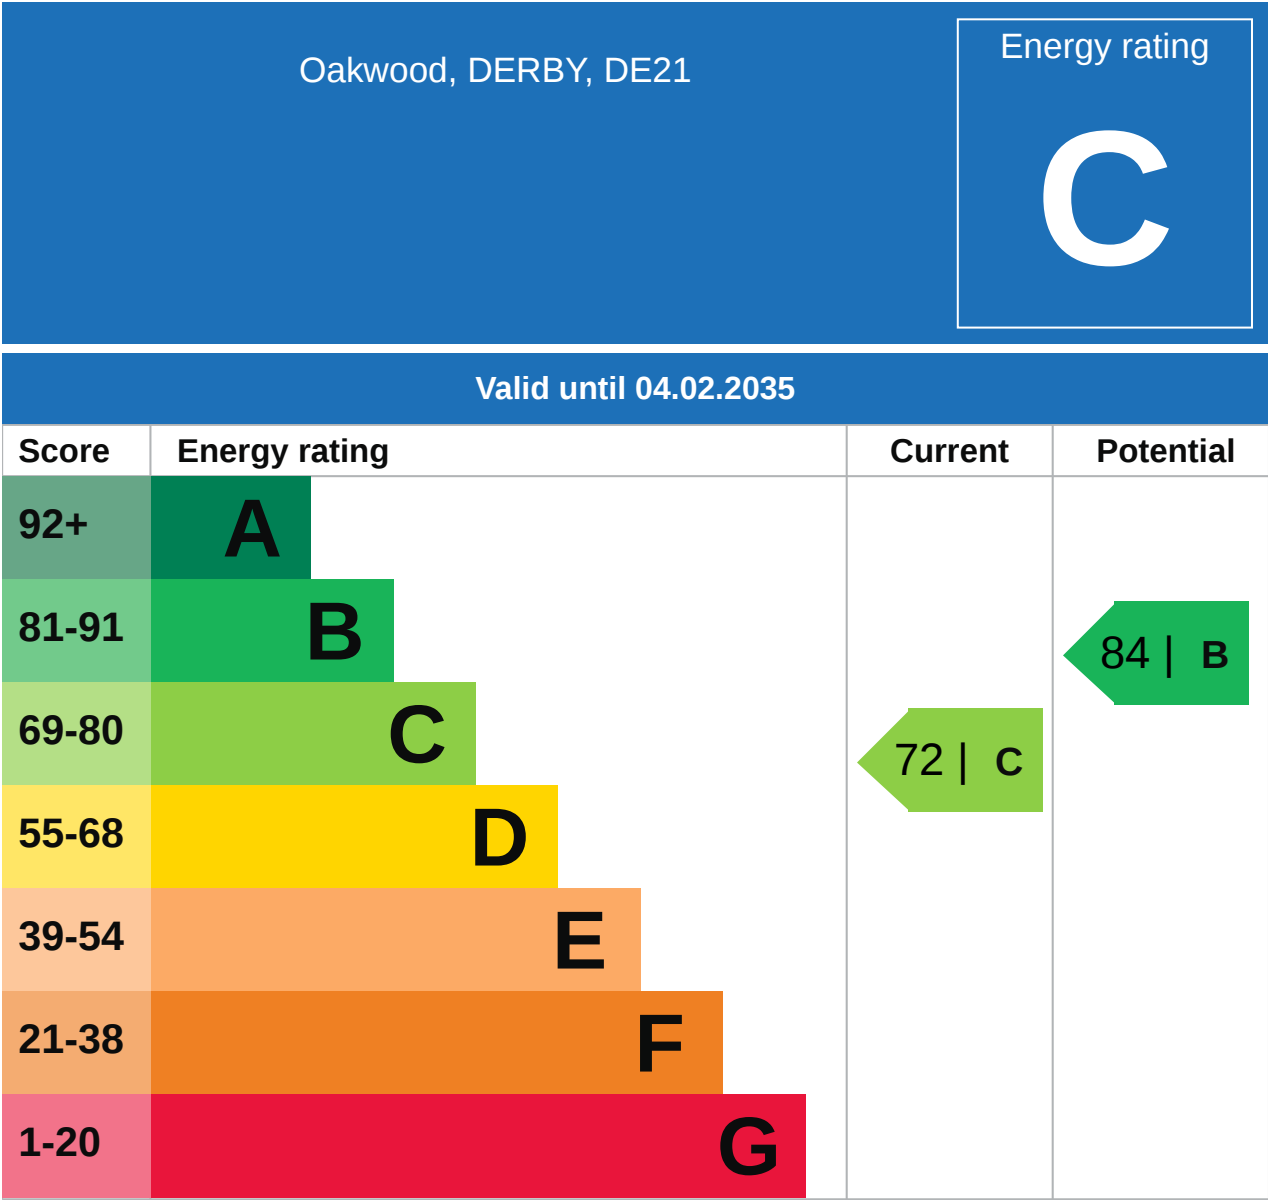 Oakwood, DERBY, DE21
Energy rating
C
Valid until 04.02.2035
Score Energy rating Current Potential
92+ A
81-91 B
84 | B
69-80 C
72 | C
55-68 D
39-54 E
21-38 F
1-20 G